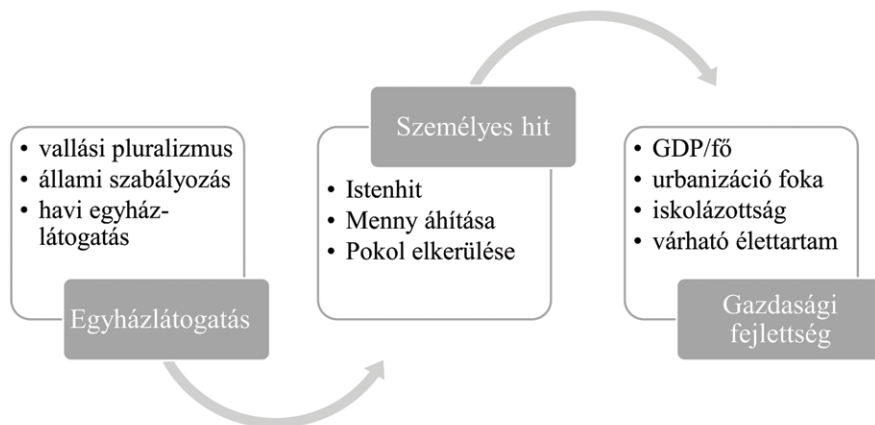 • vallási pluralizmus
• állami szabályozás
• havi egyház-
látogatás
Egyházlátogatás
Személyes hit
• Istenhit
• Menny áhítása
• Pokol elkerülése
• GDP/fő
• urbanizáció foka
• iskolázottság
• várható élettartam
Gazdasági
fejlettség